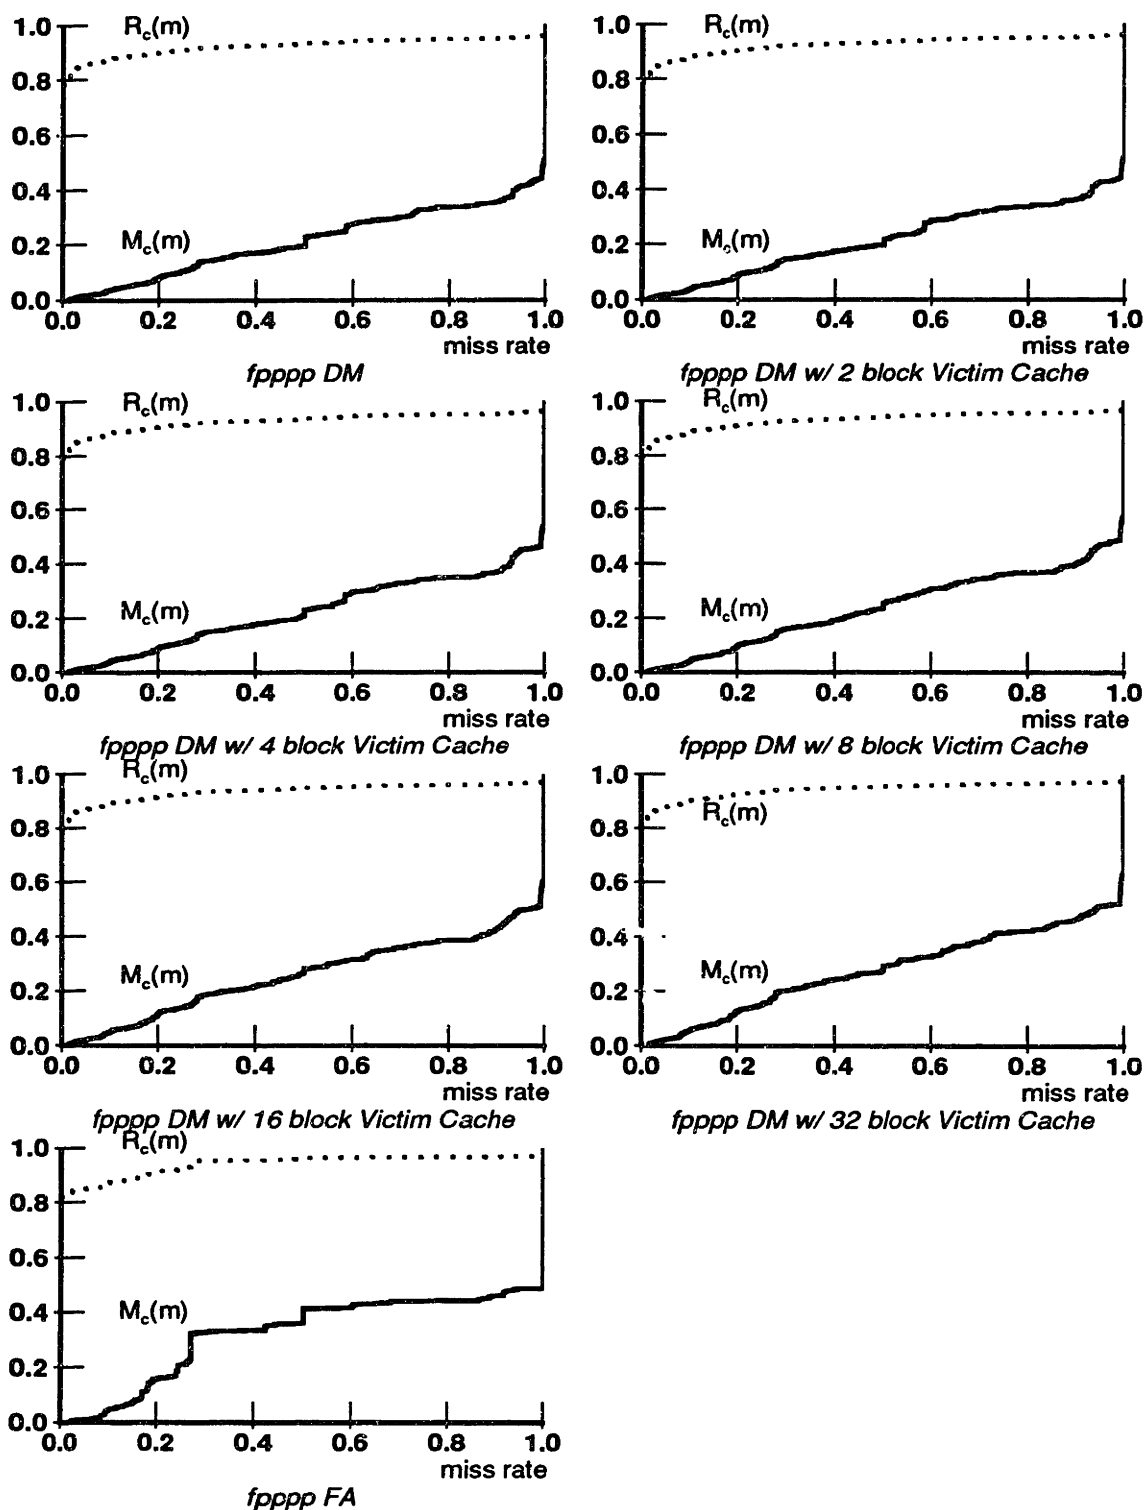 1.0
R_c(m)
0.8
0.6
0.4
M_c(m)
0.2
0.0
0.0 0.2 0.4 0.6 0.8 1.0
miss rate
fpppp DM
1.0
R_c(m)
0.8
0.6
0.4
M_c(m)
0.2
0.0
0.0 0.2 0.4 0.6 0.8 1.0
miss rate
fpppp DM w/ 2 block Victim Cache
1.0
R_c(m)
0.8
0.6
0.4
M_c(m)
0.2
0.0
0.0 0.2 0.4 0.6 0.8 1.0
miss rate
fpppp DM w/ 4 block Victim Cache
1.0
R_c(m)
0.8
0.6
0.4
M_c(m)
0.2
0.0
0.0 0.2 0.4 0.6 0.8 1.0
miss rate
fpppp DM w/ 8 block Victim Cache
1.0
R_c(m)
0.8
0.6
0.4
M_c(m)
0.2
0.0
0.0 0.2 0.4 0.6 0.8 1.0
miss rate
fpppp DM w/ 16 block Victim Cache
1.0
0.8
R_c(m)
0.6
0.4
M_c(m)
0.2
0.0
0.0 0.2 0.4 0.6 0.8 1.0
miss rate
fpppp DM w/ 32 block Victim Cache
1.0
R_c(m)
0.8
0.6
0.4
M_c(m)
0.2
0.0
0.0 0.2 0.4 0.6 0.8 1.0
miss rate
fpppp FA